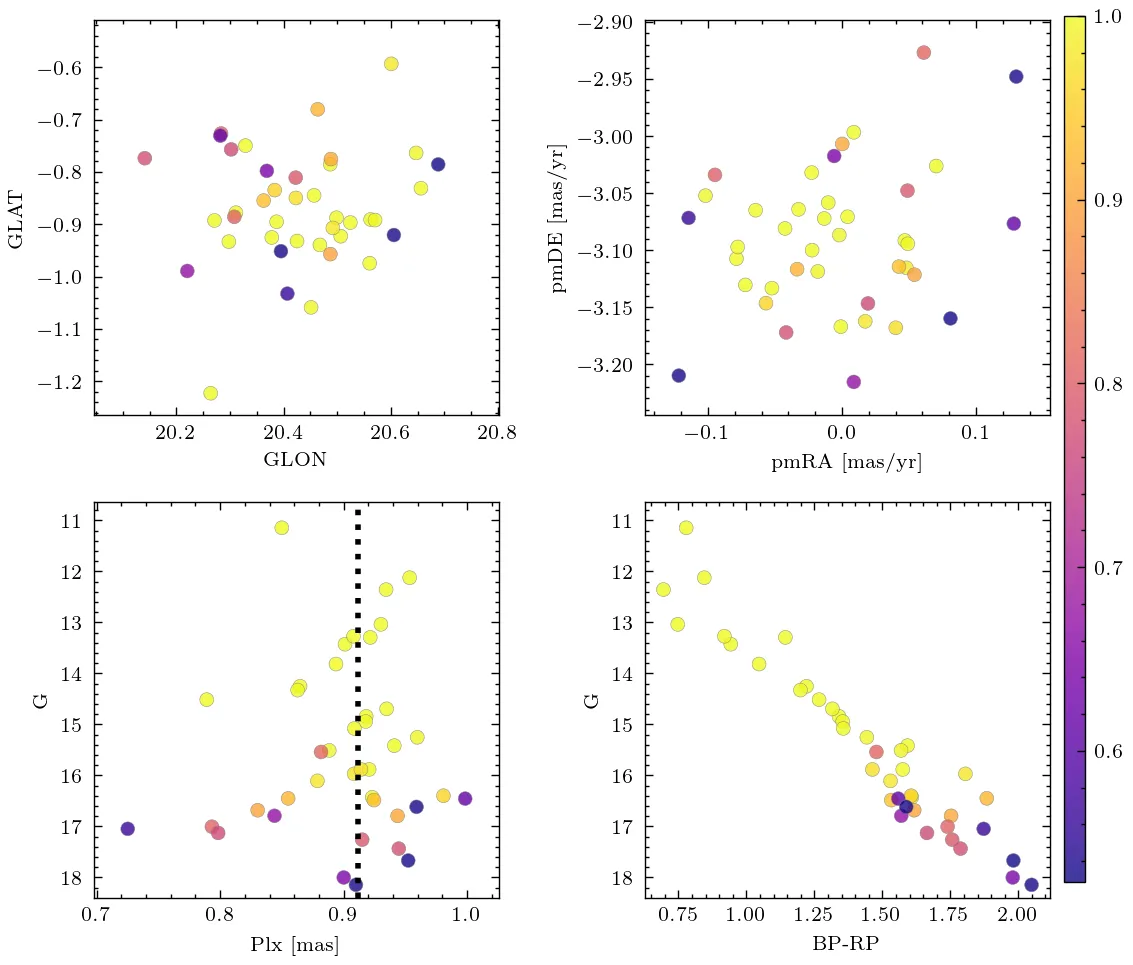 −0.6
−0.7
−0.8
−0.9
−1.0
−1.1
−1.2
GLAT
20.2 20.4 20.6 20.8
GLON
−2.90
−2.95
−3.00
−3.05
−3.10
−3.15
−3.20
pmDE [mas/yr]
−0.1 0.0 0.1
pmRA [mas/yr]
1.0
0.9
0.8
0.7
0.6
11
12
13
14
15
16
17
18
G
0.7 0.8 0.9 1.0
Plx [mas]
11
12
13
14
15
16
17
18
G
0.75 1.00 1.25 1.50 1.75 2.00
BP-RP